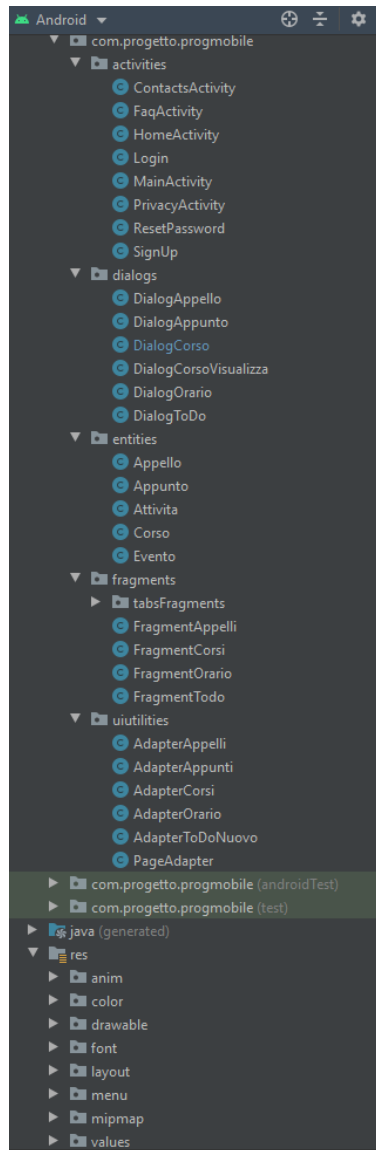 Android
com.progetto.progmobile
activities
ContactsActivity
FaqActivity
HomeActivity
Login
MainActivity
PrivacyActivity
ResetPassword
SignUp
dialogs
DialogAppello
DialogAppunto
DialogCorso
DialogCorsoVisualizza
DialogOrario
DialogToDo
entities
Appello
Appunto
Attivita
Corso
Evento
fragments
tabsFragments
FragmentAppelli
FragmentCorsi
FragmentOrario
FragmentTodo
uiutilities
AdapterAppelli
AdapterAppunti
AdapterCorsi
AdapterOrario
AdapterToDoNuovo
PageAdapter
com.progetto.progmobile (androidTest)
com.progetto.progmobile (test)
java (generated)
res
anim
color
drawable
font
layout
menu
mipmap
values